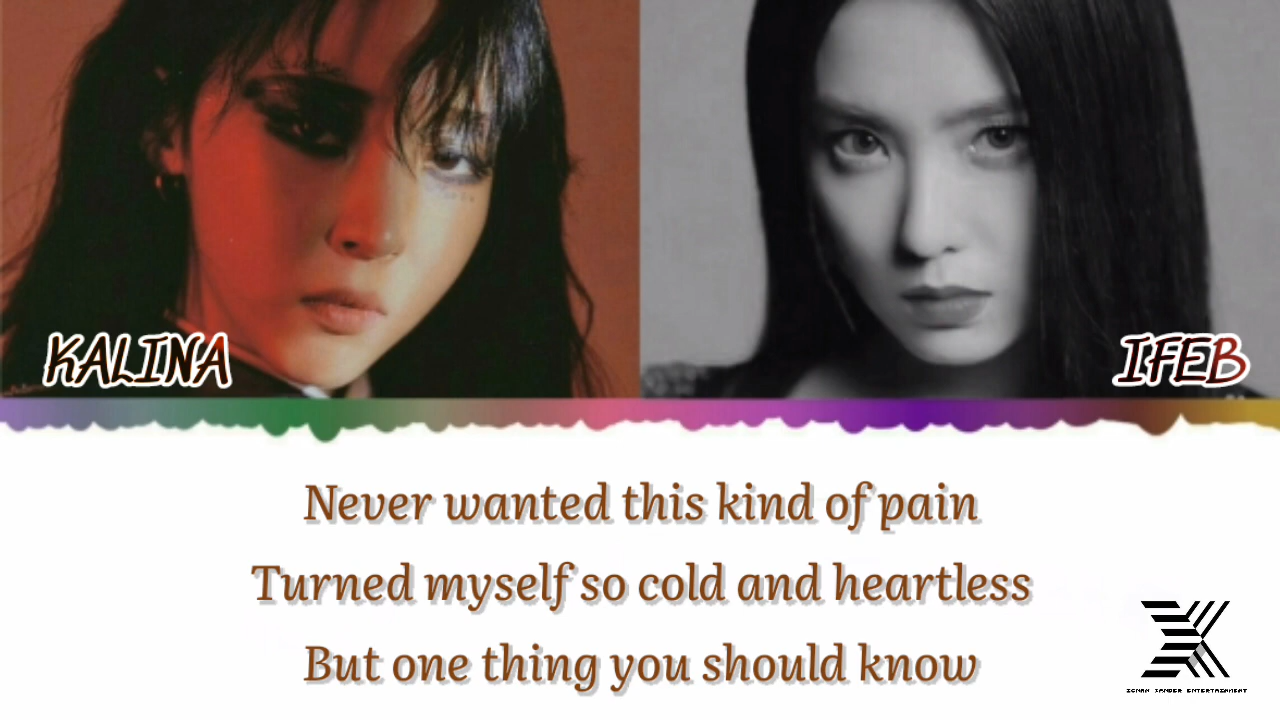 KALINA
IFEB
Never wanted this kind of pain
Turned myself so cold and heartless
But one thing you should know